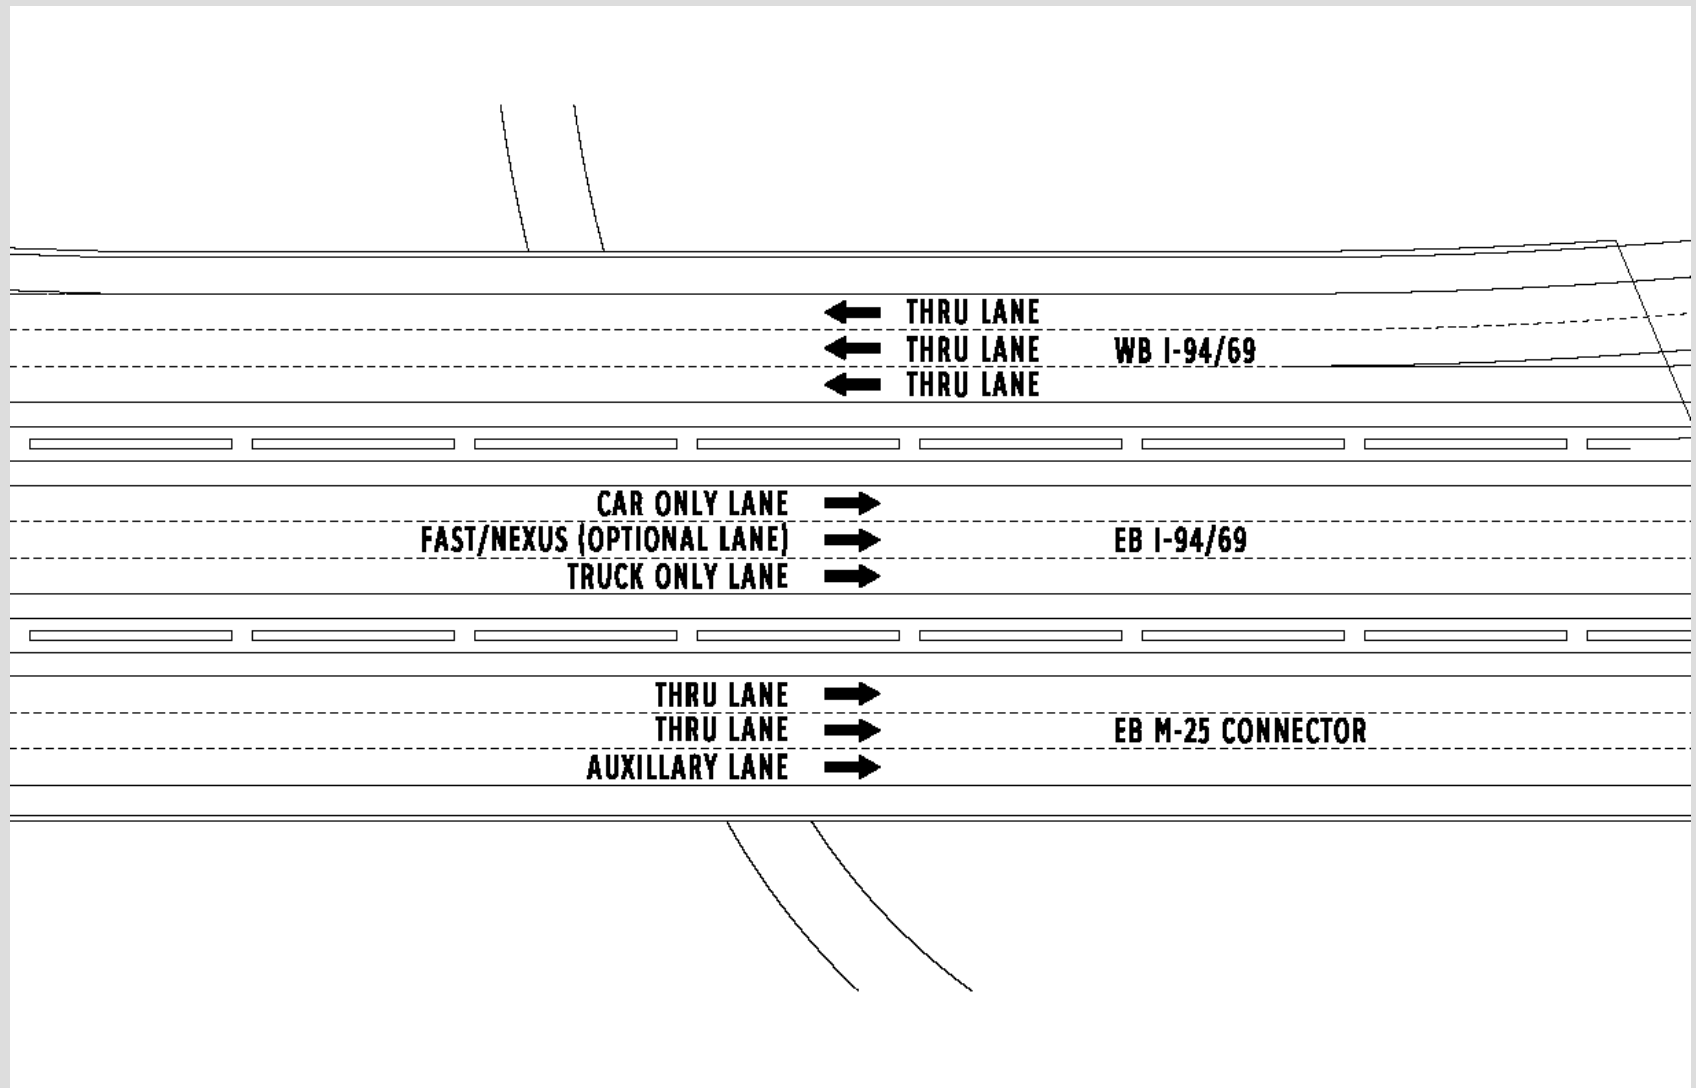 THRU LANE
THRU LANE WB I-94/69
THRU LANE
CAR ONLY LANE
FAST/NEXUS (OPTIONAL LANE) EB I-94/69
TRUCK ONLY LANE
THRU LANE
THRU LANE EB M-25 CONNECTOR
AUXILLARY LANE